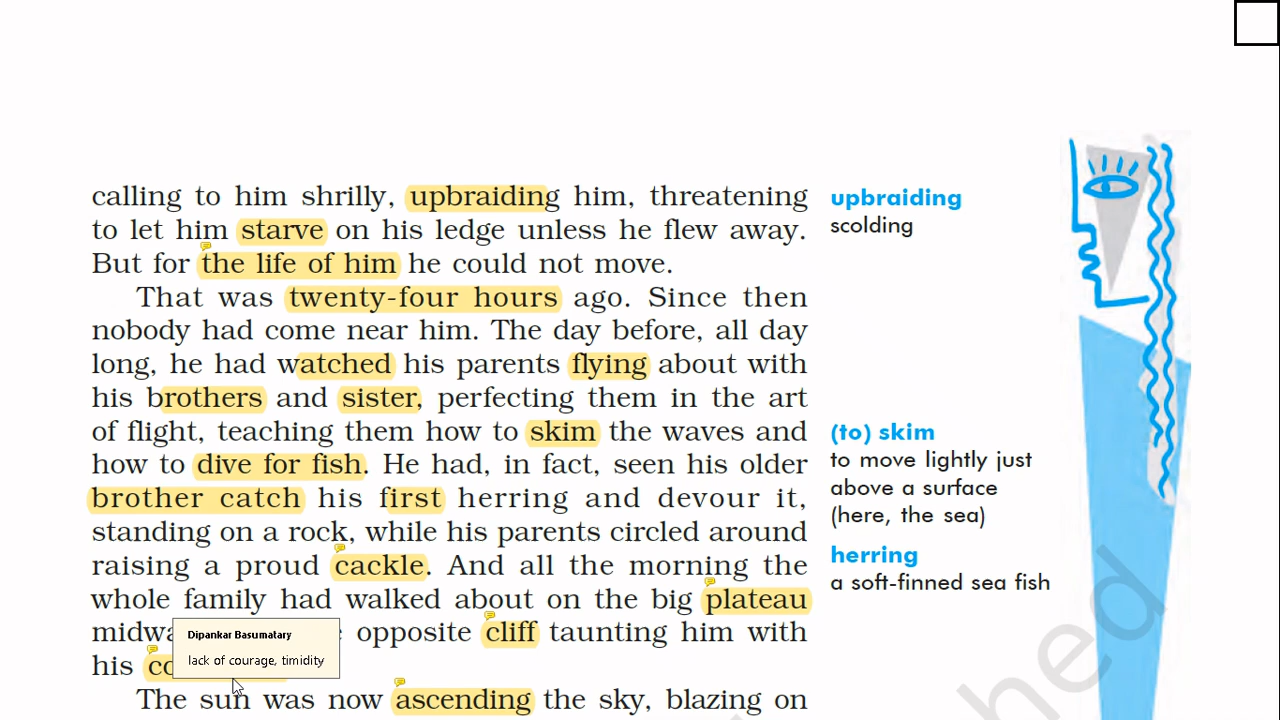 calling to him shrilly, upbraiding him, threatening
to let him starve on his ledge unless he flew away.
But for the life of him he could not move.
That was twenty-four hours ago. Since then
nobody had come near him. The day before, all day
long, he had watched his parents flying about with
his brothers and sister, perfecting them in the art
of flight, teaching them how to skim the waves and
how to dive for fish. He had, in fact, seen his older
brother catch his first herring and devour it,
standing on a rock, while his parents circled around
raising a proud cackle. And all the morning the
whole family had walked about on the big plateau
opposite cliff taunting him with
his
The sun was now ascending the sky, blazing on
Dipankar Basumatary
lack of courage, timidity
upbraiding
scolding
(to) skim
to move lightly just
above a surface
(here, the sea)
herring
a soft-finned sea fish
hed